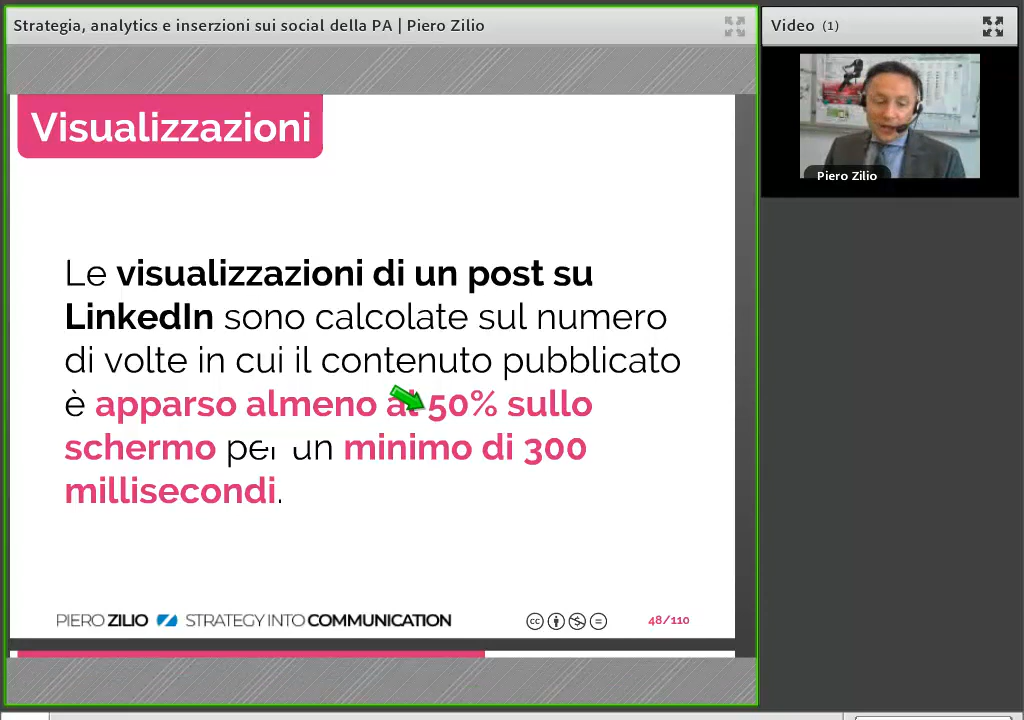 Strategia, analytics e inserzioni sui social della PA | Piero Zilio
Video (1)
Piero Zilio
Visualizzazioni
Le visualizzazioni di un post su
LinkedIn sono calcolate sul numero
di volte in cui il contenuto pubblicato
è apparso almeno al 50% sullo
schermo per un minimo di 300
millisecondi.
PIERO ZILIO STRATEGY INTO COMMUNICATION
cc
48/110